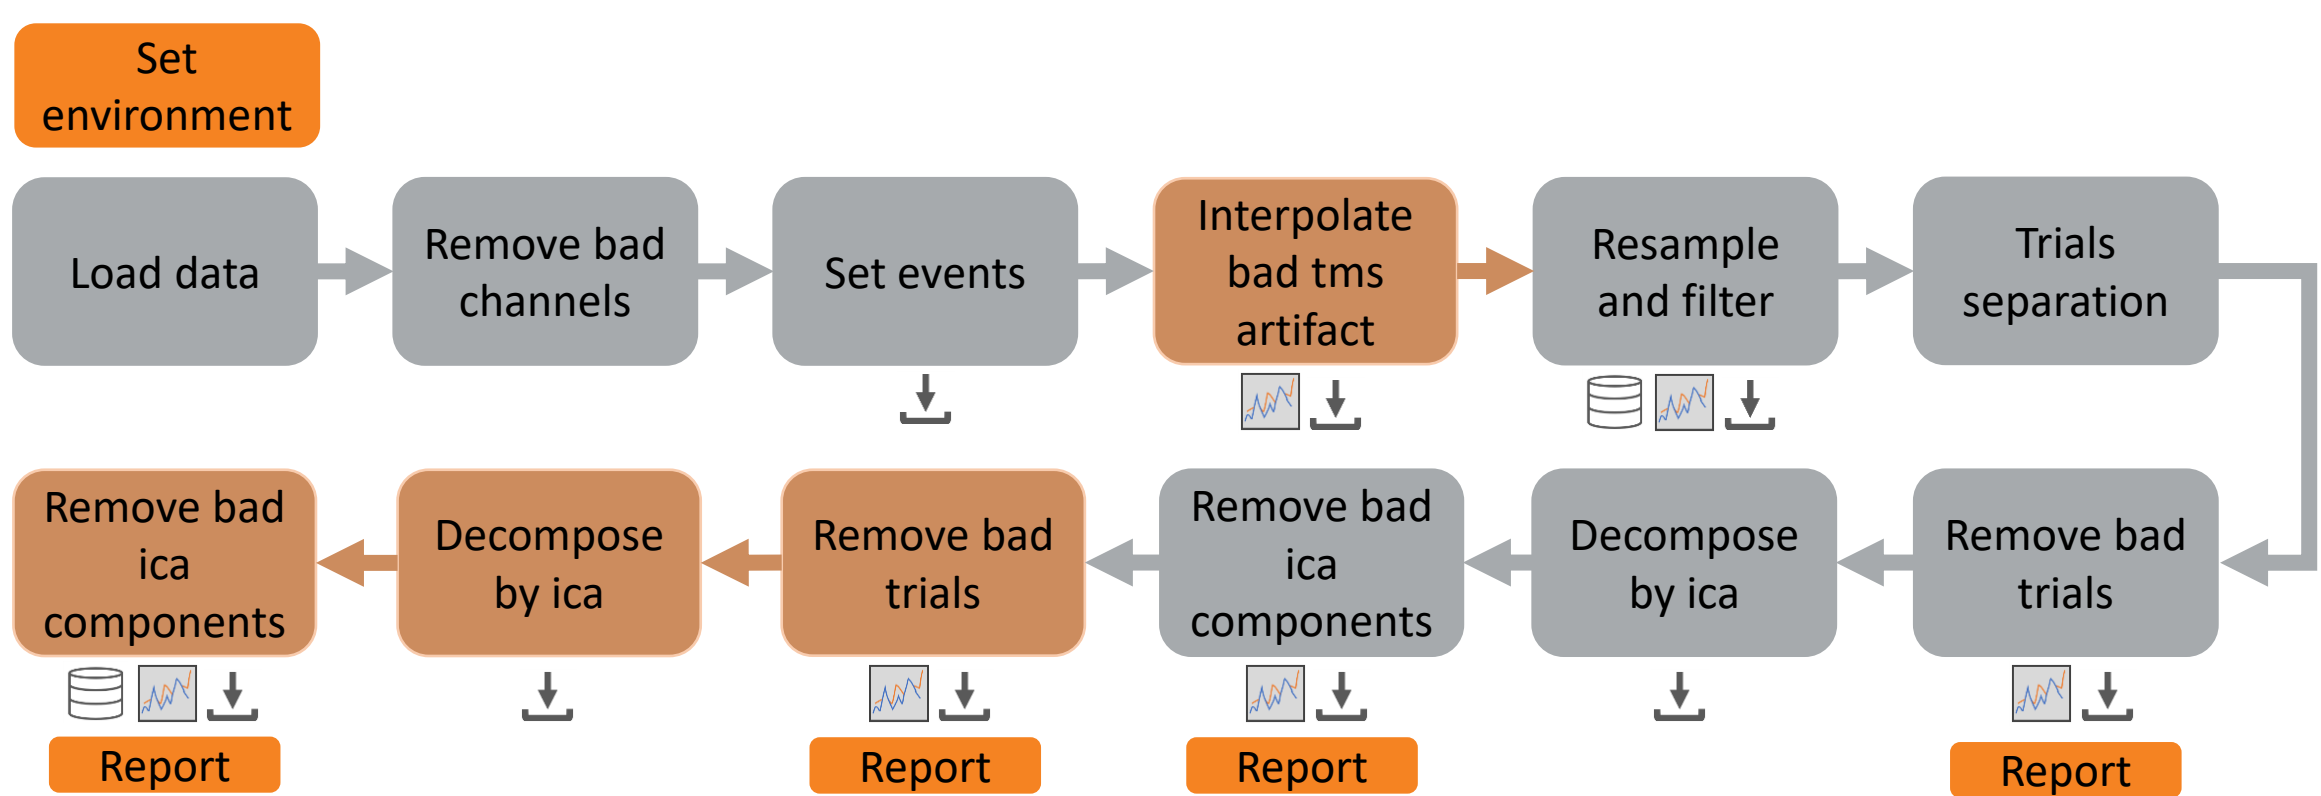 Set
environment
Load data
Remove bad
channels
Set events
Interpolate
bad tms
artifact
Resample
and filter
Trials
separation
Remove bad
ica
components
Decompose
by ica
Remove bad
trials
Remove bad
ica
components
Decompose
by ica
Remove bad
trials
Report
Report
Report
Report